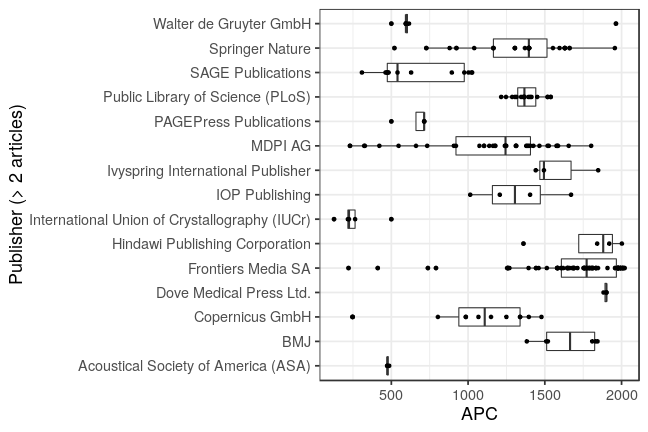 Publisher (> 2 articles)
Walter de Gruyter GmbH
Springer Nature
SAGE Publications
Public Library of Science (PLoS)
PAGEPress Publications
MDPI AG
Ivyspring International Publisher
IOP Publishing
International Union of Crystallography (IUCr)
Hindawi Publishing Corporation
Frontiers Media SA
Dove Medical Press Ltd.
Copernicus GmbH
BMJ
Acoustical Society of America (ASA)
500 1000 1500 2000
APC